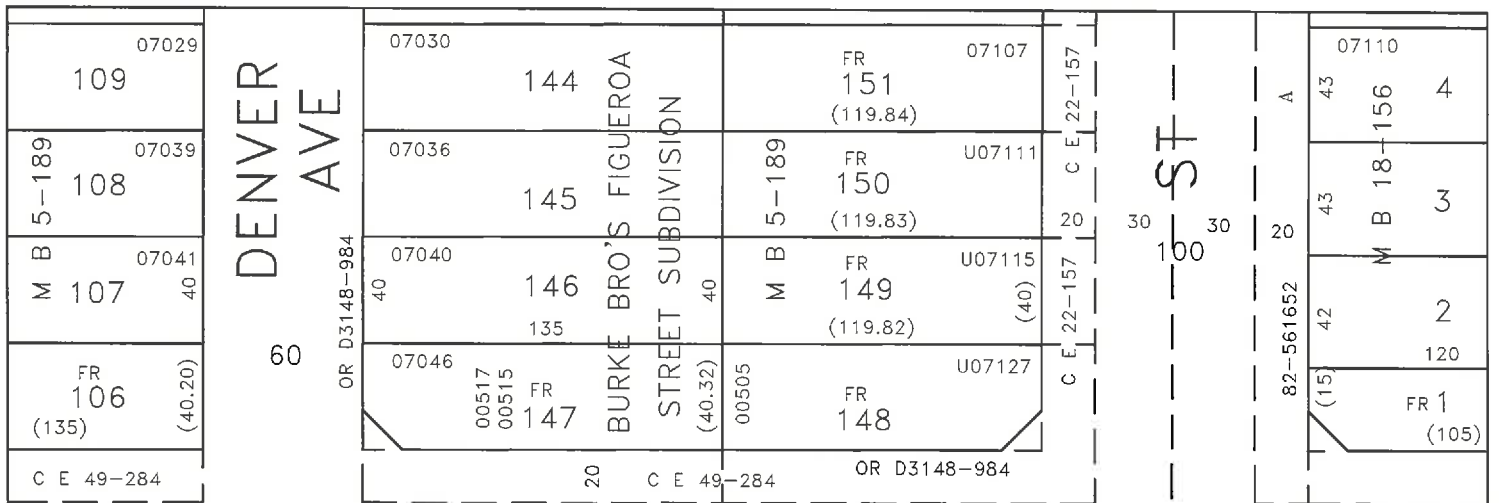 07029
109
07039
108
M B 5-189
07041
107
40
FR
106
(135)
(40.20)
C E 49-284
DENVER
AVE
60
OR D3148-984
07030
144
07036
145
07040
40
146
40
135
07046
00517
00515
FR
147
(40.32)
BURKE BRO'S FIGUEROA
STREET SUBDIVISION
20
C E 49-284
FR
151
07107
(119.84)
FR
150
U07111
(119.83)
M B 5-189
FR
149
U07115
(40)
(119.82)
00505
FR
148
U07127
OR D3148-984
C E 22-157
20
C E 22-157
ST
30
30
100
20
A
82-561652
07110
43
4
M B 18-156
43
3
42
2
120
(15)
FR 1
(105)